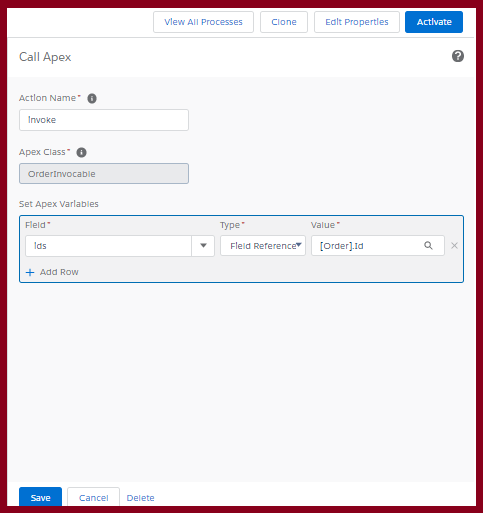 View All Processes Clone Edit Properties Activate
Call Apex ?
Action Name* i
Invoke
Apex Class* i
OrderInvocable
Set Apex Variables
Field* Type* Value*
Ids Field Reference [Order].Id
+ Add Row
Save Cancel Delete